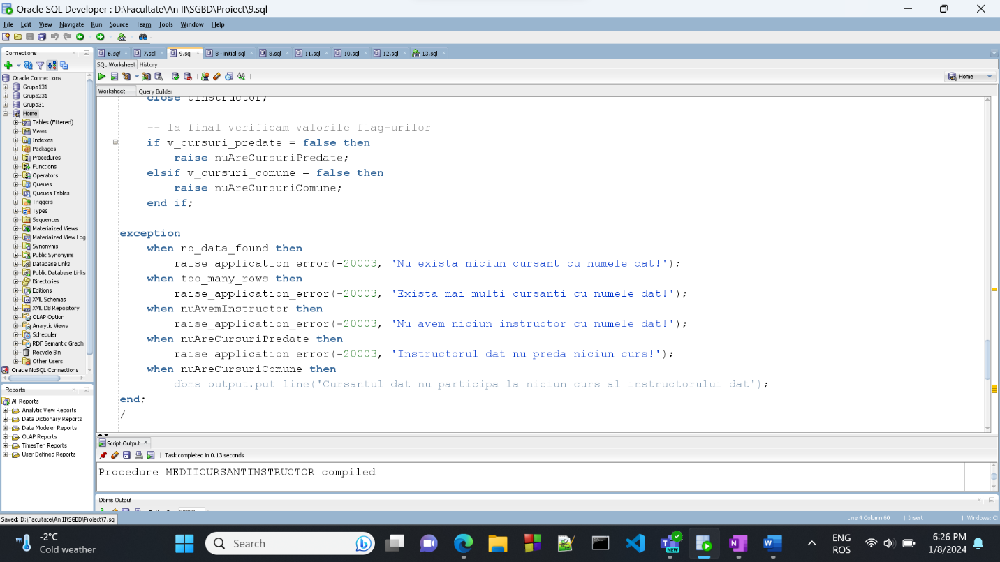 Oracle SQL Developer : D:\Facultate\An II\SGBD\Proiect\9.sql
File Edit View Navigate Run Source Team Tools Window Help
Connections
Oracle Connections
Grupa131
Grupa231
Grupa31
Home
Tables (Filtered)
Views
Indexes
Packages
Procedures
Functions
Operators
Queues
Queues Tables
Triggers
Types
Sequences
Materialized Views
Materialized View Log
Synonyms
Public Synonyms
Database Links
Public Database Links
Directories
Editions
XML Schemas
XML DB Repository
OLAP Option
Analytic Views
Scheduler
RDF Semantic Graph
Recycle Bin
Other Users
Oracle NoSQL Connections
Reports
All Reports
Analytic View Reports
Data Dictionary Reports
Data Modeler Reports
OLAP Reports
TimesTen Reports
User Defined Reports
6.sql 7.sql 9.sql 8 - initial.sql 8.sql 11.sql 10.sql 12.sql 13.sql
SQL Worksheet History
Home
Worksheet Query Builder
close cinstructor;
-- la final verificam valorile flag-urilor
if v_cursuri_predate = false then
raise nuAreCursuriPredate;
elsif v_cursuri_comune = false then
raise nuAreCursuriComune;
end if;
exception
when no_data_found then
raise_application_error(-20003, 'Nu exista niciun cursant cu numele dat!');
when too_many_rows then
raise_application_error(-20003, 'Exista mai multi cursanti cu numele dat!');
when nuAvemInstructor then
raise_application_error(-20003, 'Nu avem niciun instructor cu numele dat!');
when nuAreCursuriPredate then
raise_application_error(-20003, 'Instructorul dat nu preda niciun curs!');
when nuAreCursuriComune then
dbms_output.put_line('Cursantul dat nu participa la niciun curs al instructorului dat');
end;
/
Script Output
Task completed in 0.13 seconds
Procedure MEDIICURSANTINSTRUCTOR compiled
Dbms Output
Saved: D:\Facultate\An II\SGBD\Proiect\7.sql
Line 4 Column 60 Insert Windows: Cl
-2°C
Cold weather
Search
NEW
ENG
ROS
6:26 PM
1/8/2024